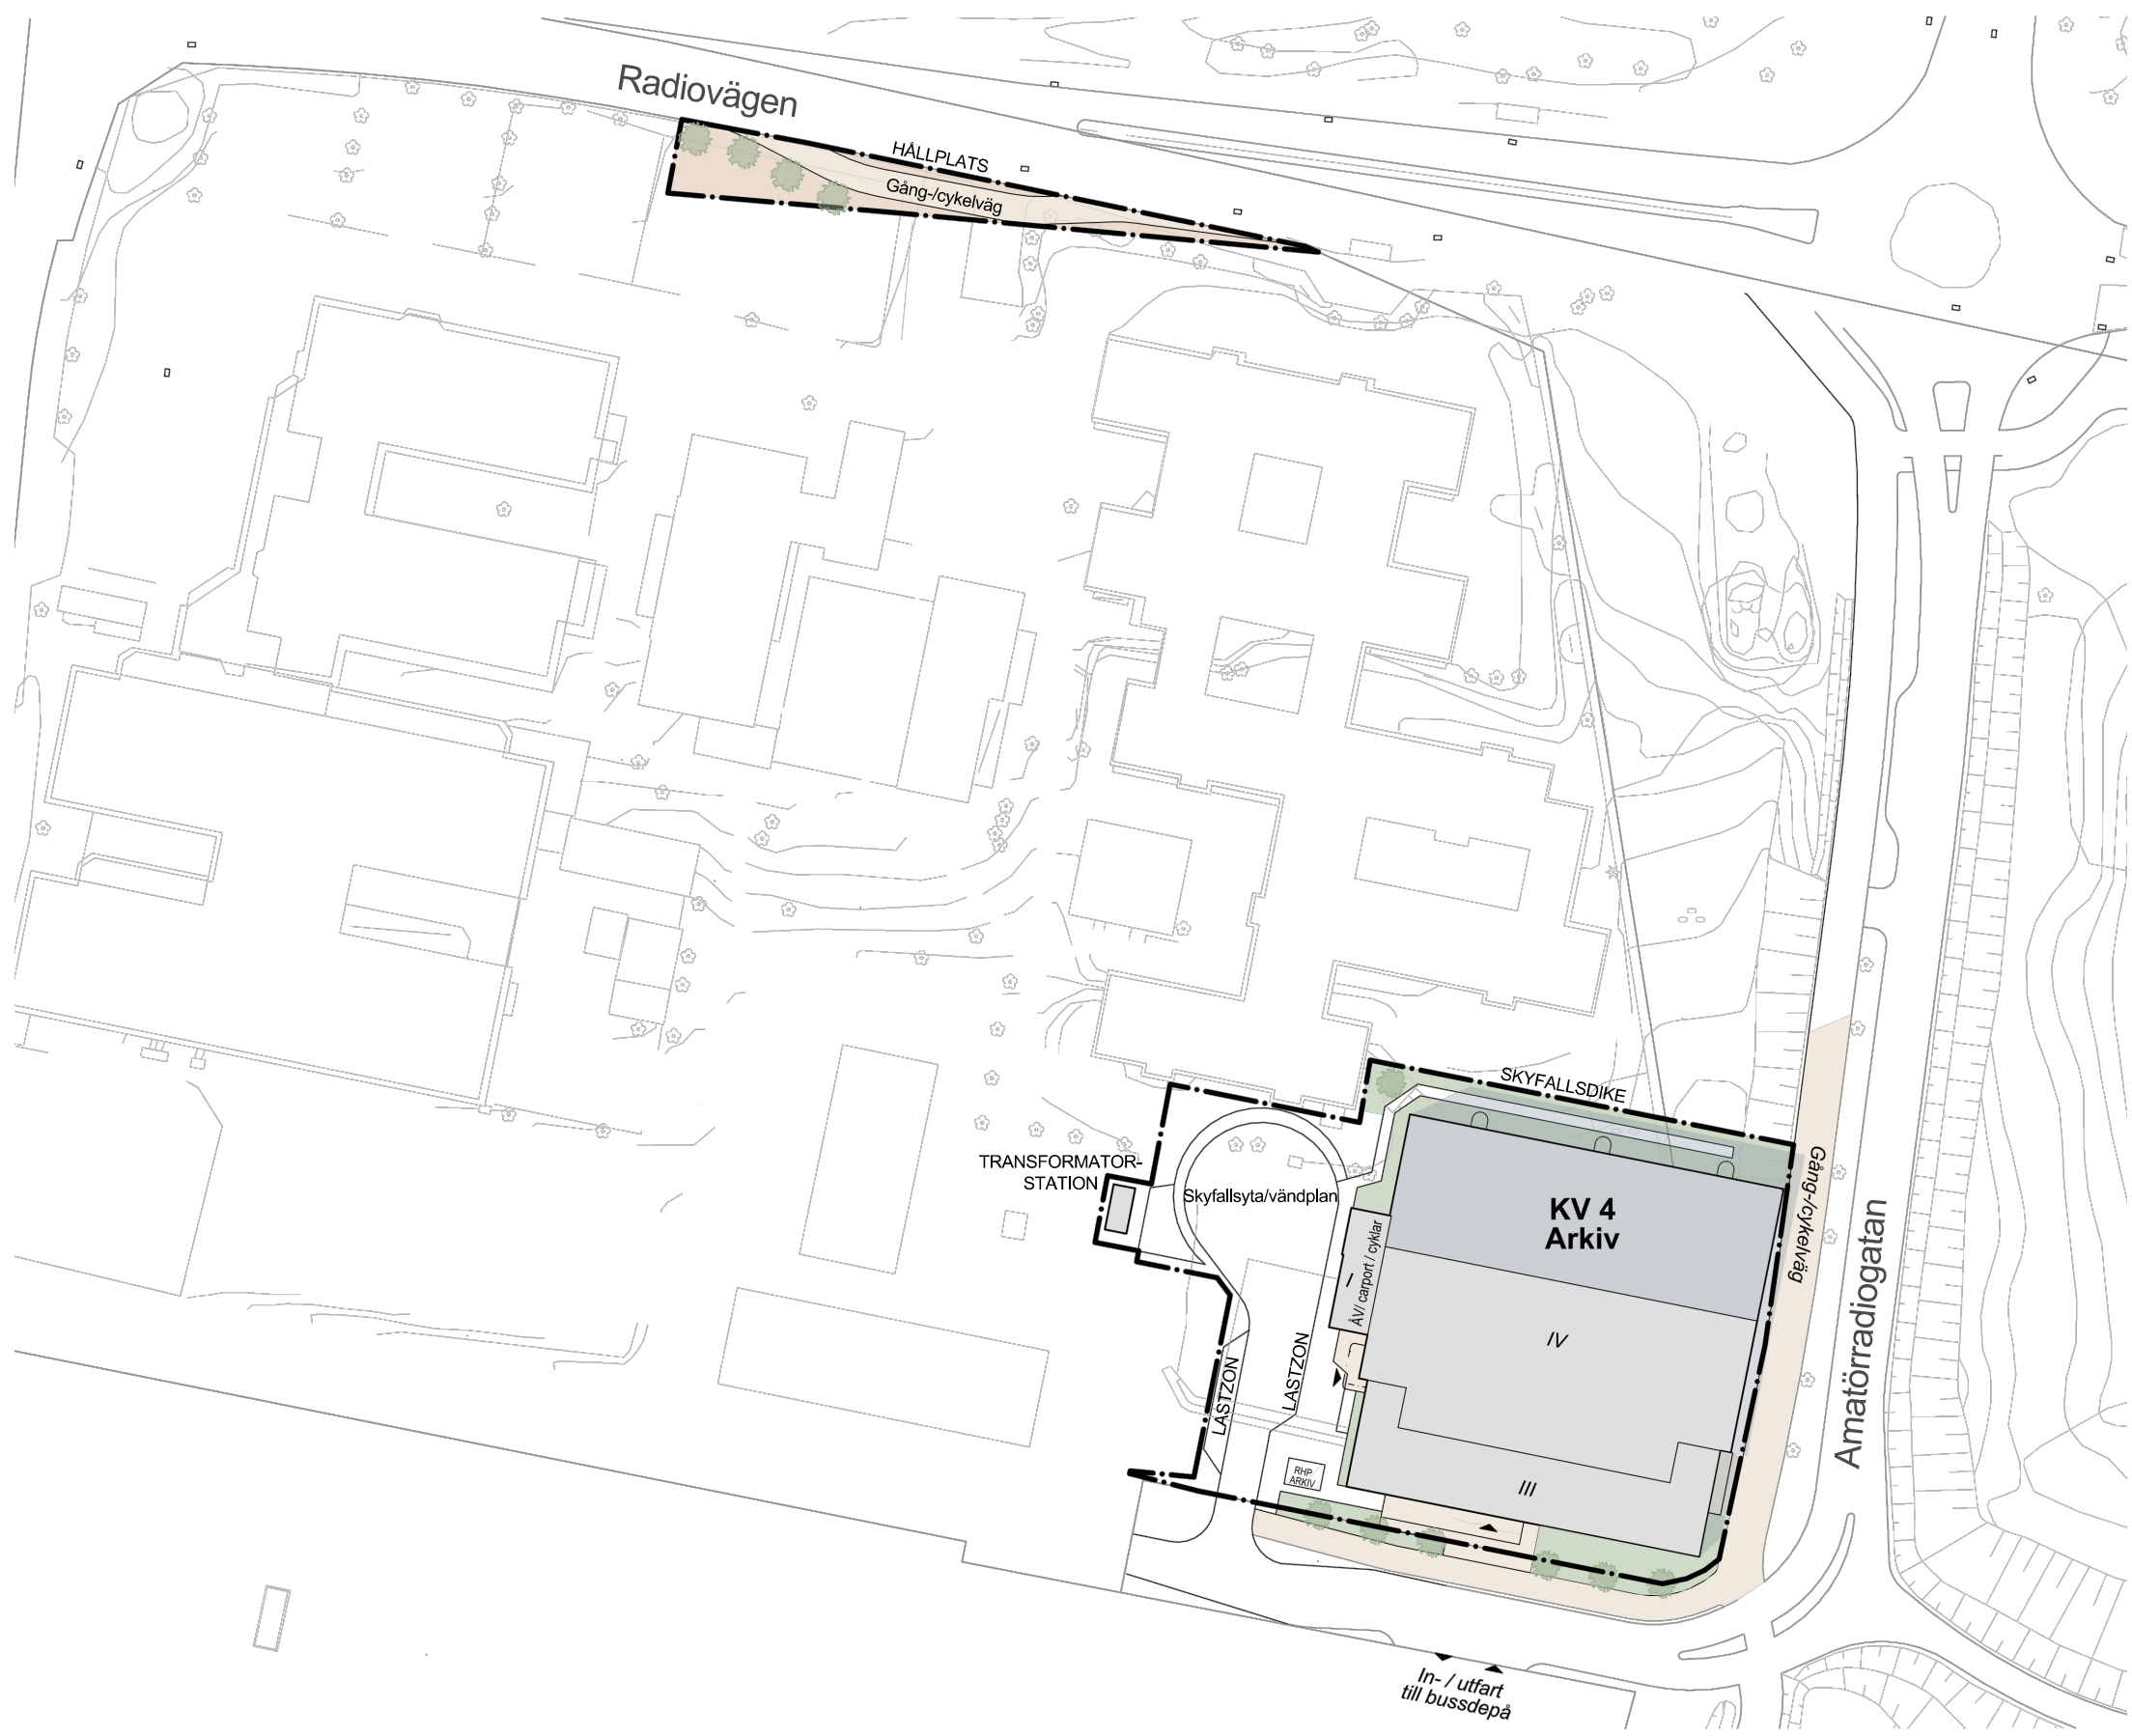 Radiovägen
HÅLLPLATS
Gång-/cykelväg
SKYFALLSDIKE
TRANSFORMATOR-
STATION
Skyfallsyta/vändplan
KV 4
Arkiv
Gång-/cykelväg
Amatörradiogatan
I
ÅV/ carport / cyklar
IV
LASTZON
LASTZON
RHP
ARKIV
III
In- / utfart
till bussdepå